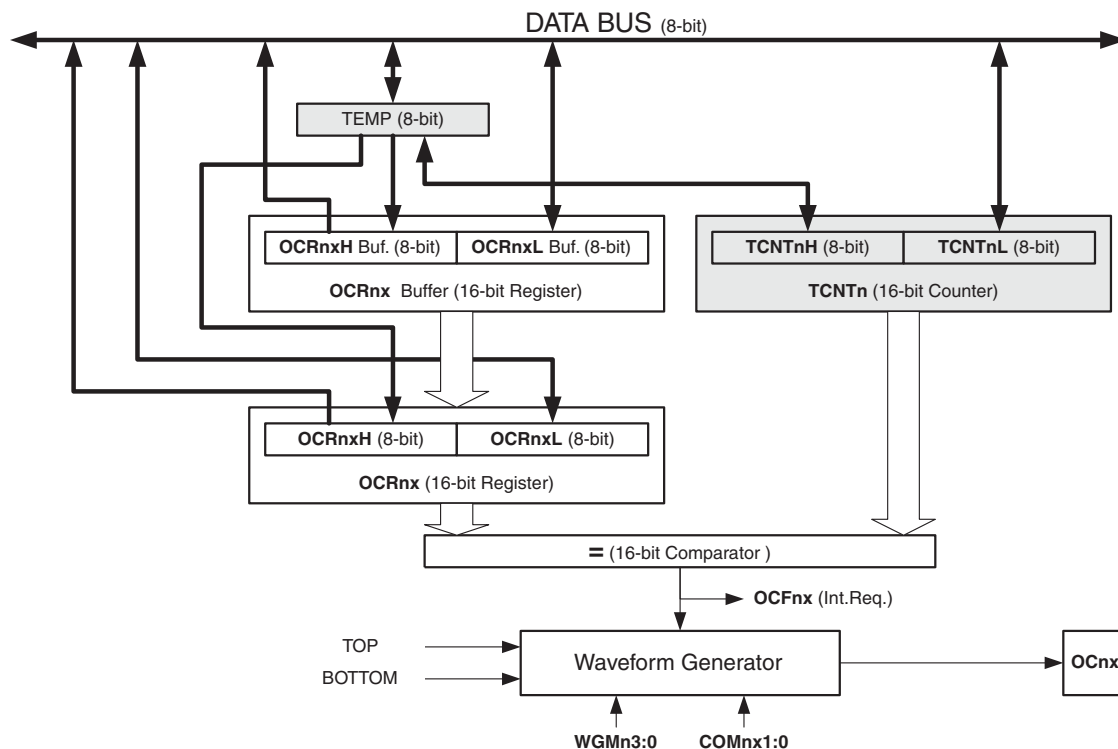 DATA BUS (8-bit)
TEMP (8-bit)
OCRnxH Buf. (8-bit)
OCRnxL Buf. (8-bit)
OCRnx Buffer (16-bit Register)
TCNTnH (8-bit)
TCNTnL (8-bit)
TCNTn (16-bit Counter)
OCRnxH (8-bit)
OCRnxL (8-bit)
OCRnx (16-bit Register)
= (16-bit Comparator )
OCFnx (Int.Req.)
TOP
BOTTOM
Waveform Generator
OCnx
WGMn3:0
COMnx1:0